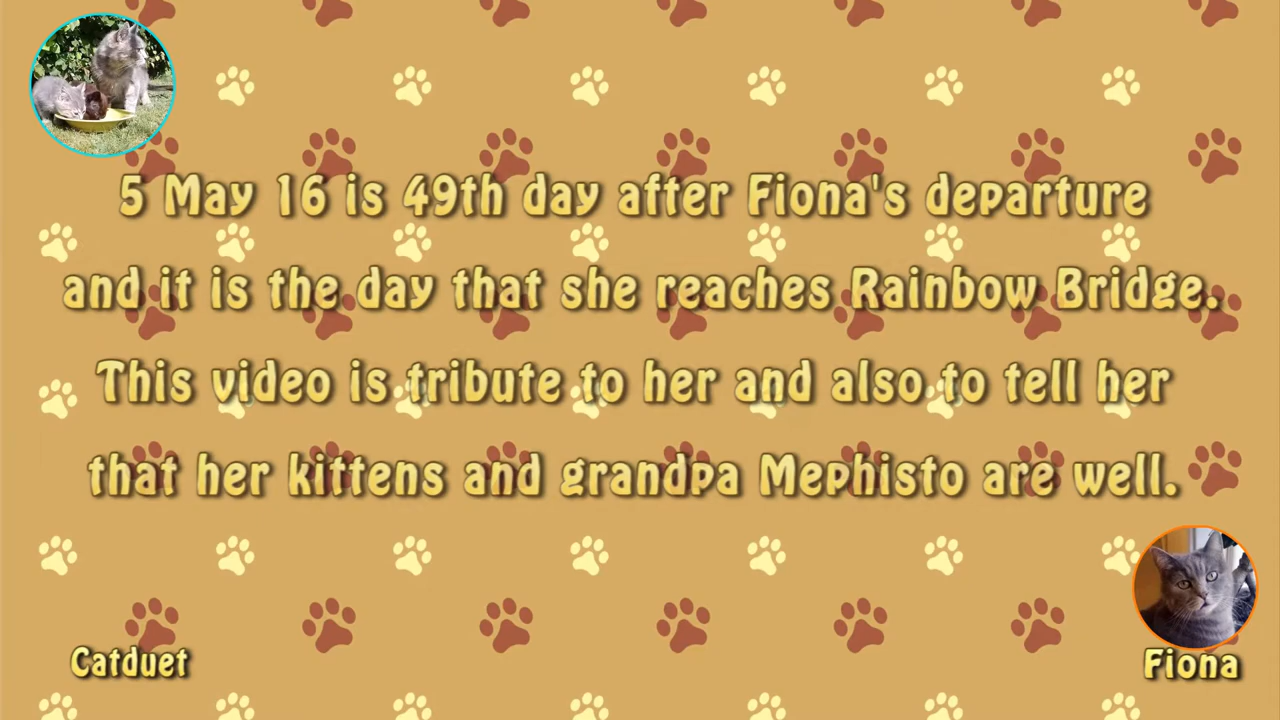 5 May 16 is 49th day after Fiona's departure
and it is the day that she reaches Rainbow Bridge.
This video is tribute to her and also to tell her
that her kittens and grandpa Mephisto are well.
Catduet
Fiona